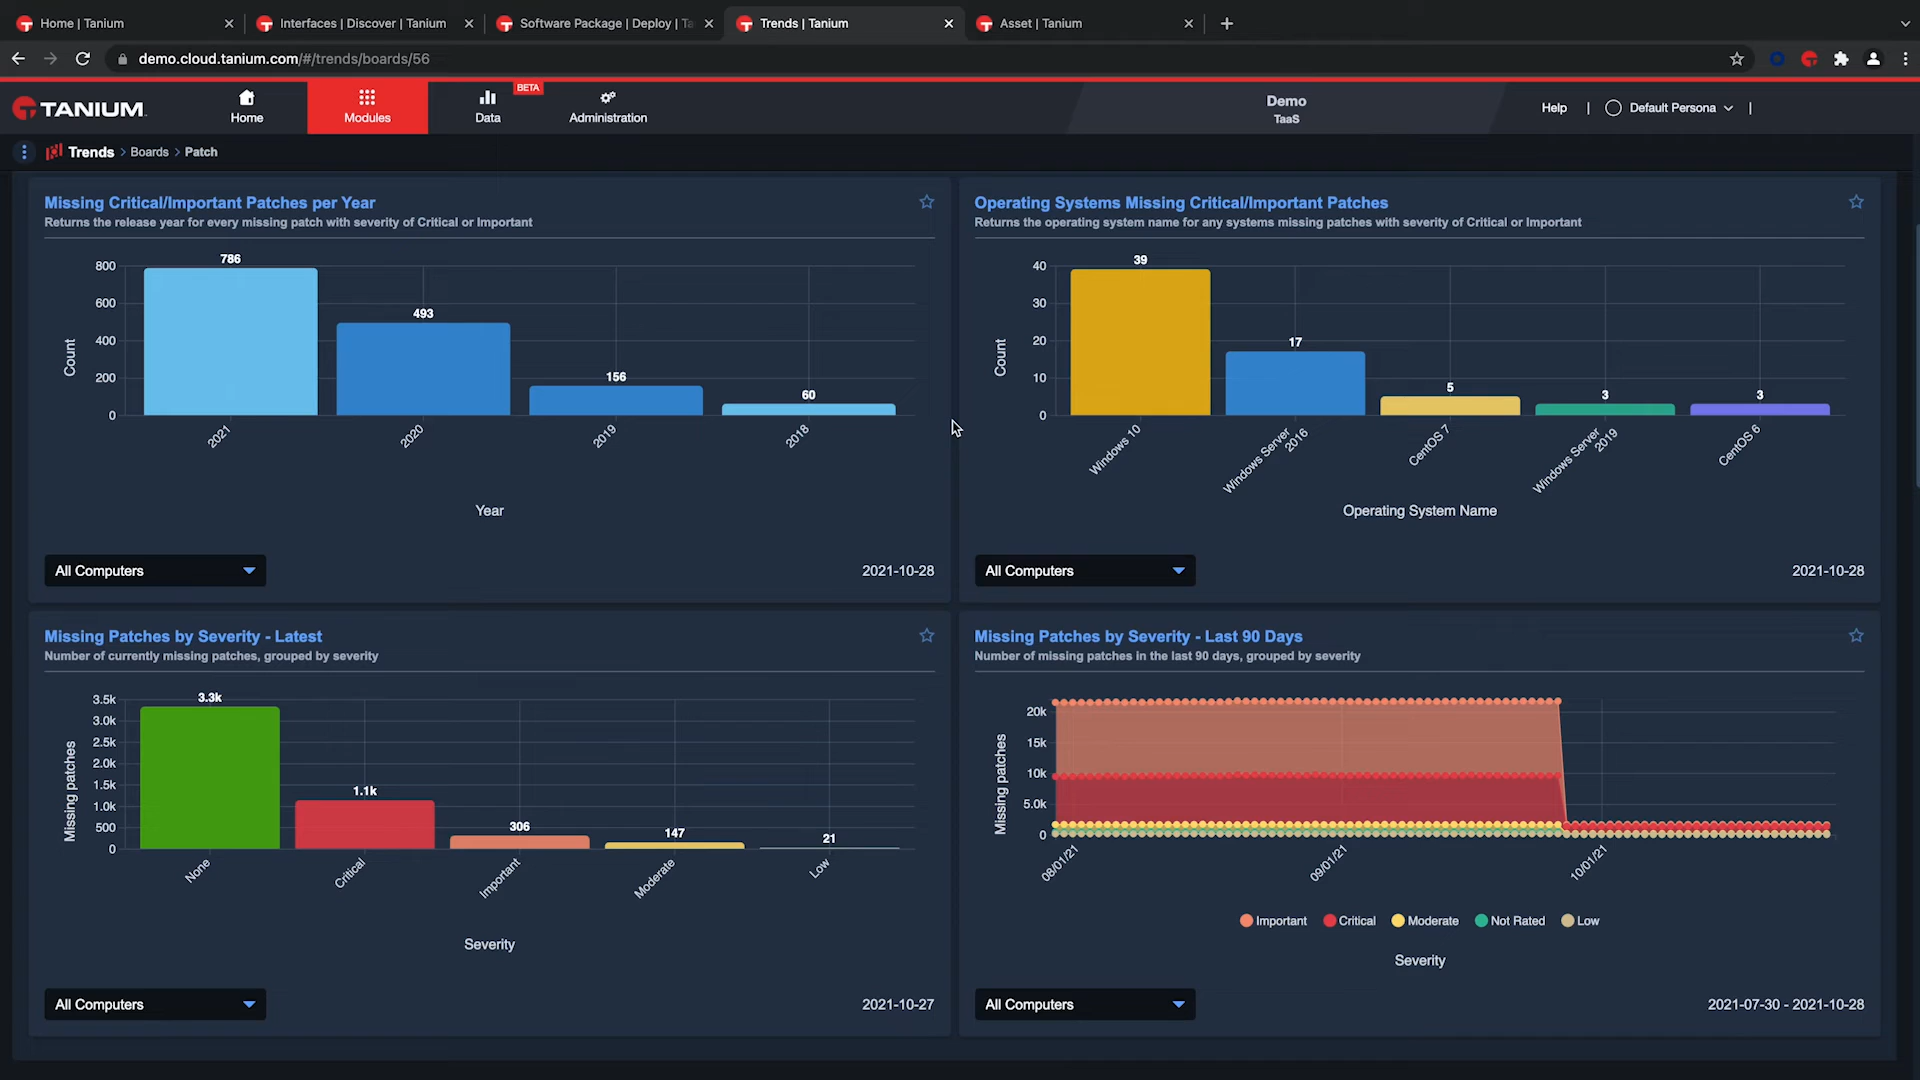 Home | Tanium
Interfaces | Discover | Tanium
Software Package | Deploy | Ta
Trends | Tanium
Asset | Tanium
demo.cloud.tanium.com/#/trends/boards/56
TANIUM
Home
Modules
Data
BETA
Administration
Demo
TaaS
Help
Default Persona
Trends > Boards > Patch
Missing Critical/Important Patches per Year
Returns the release year for every missing patch with severity of Critical or Important
Count
800
600
400
200
0
786
493
156
60
2021
2020
2019
2018
Year
All Computers
2021-10-28
Operating Systems Missing Critical/Important Patches
Returns the operating system name for any systems missing patches with severity of Critical or Important
Count
40
30
20
10
0
39
17
5
3
3
Windows 10
Windows Server
2016
CentOS 7
Windows Server
2019
CentOS 6
Operating System Name
All Computers
2021-10-28
Missing Patches by Severity - Latest
Number of currently missing patches, grouped by severity
Missing patches
3.5k
3.0k
2.5k
2.0k
1.5k
1.0k
500
0
3.3k
1.1k
306
147
21
None
Critical
Important
Moderate
Low
Severity
All Computers
2021-10-27
Missing Patches by Severity - Last 90 Days
Number of missing patches in the last 90 days, grouped by severity
Missing patches
20k
15k
10k
5.0k
0
08/01/21
09/01/21
10/01/21
Important
Critical
Moderate
Not Rated
Low
Severity
All Computers
2021-07-30 - 2021-10-28